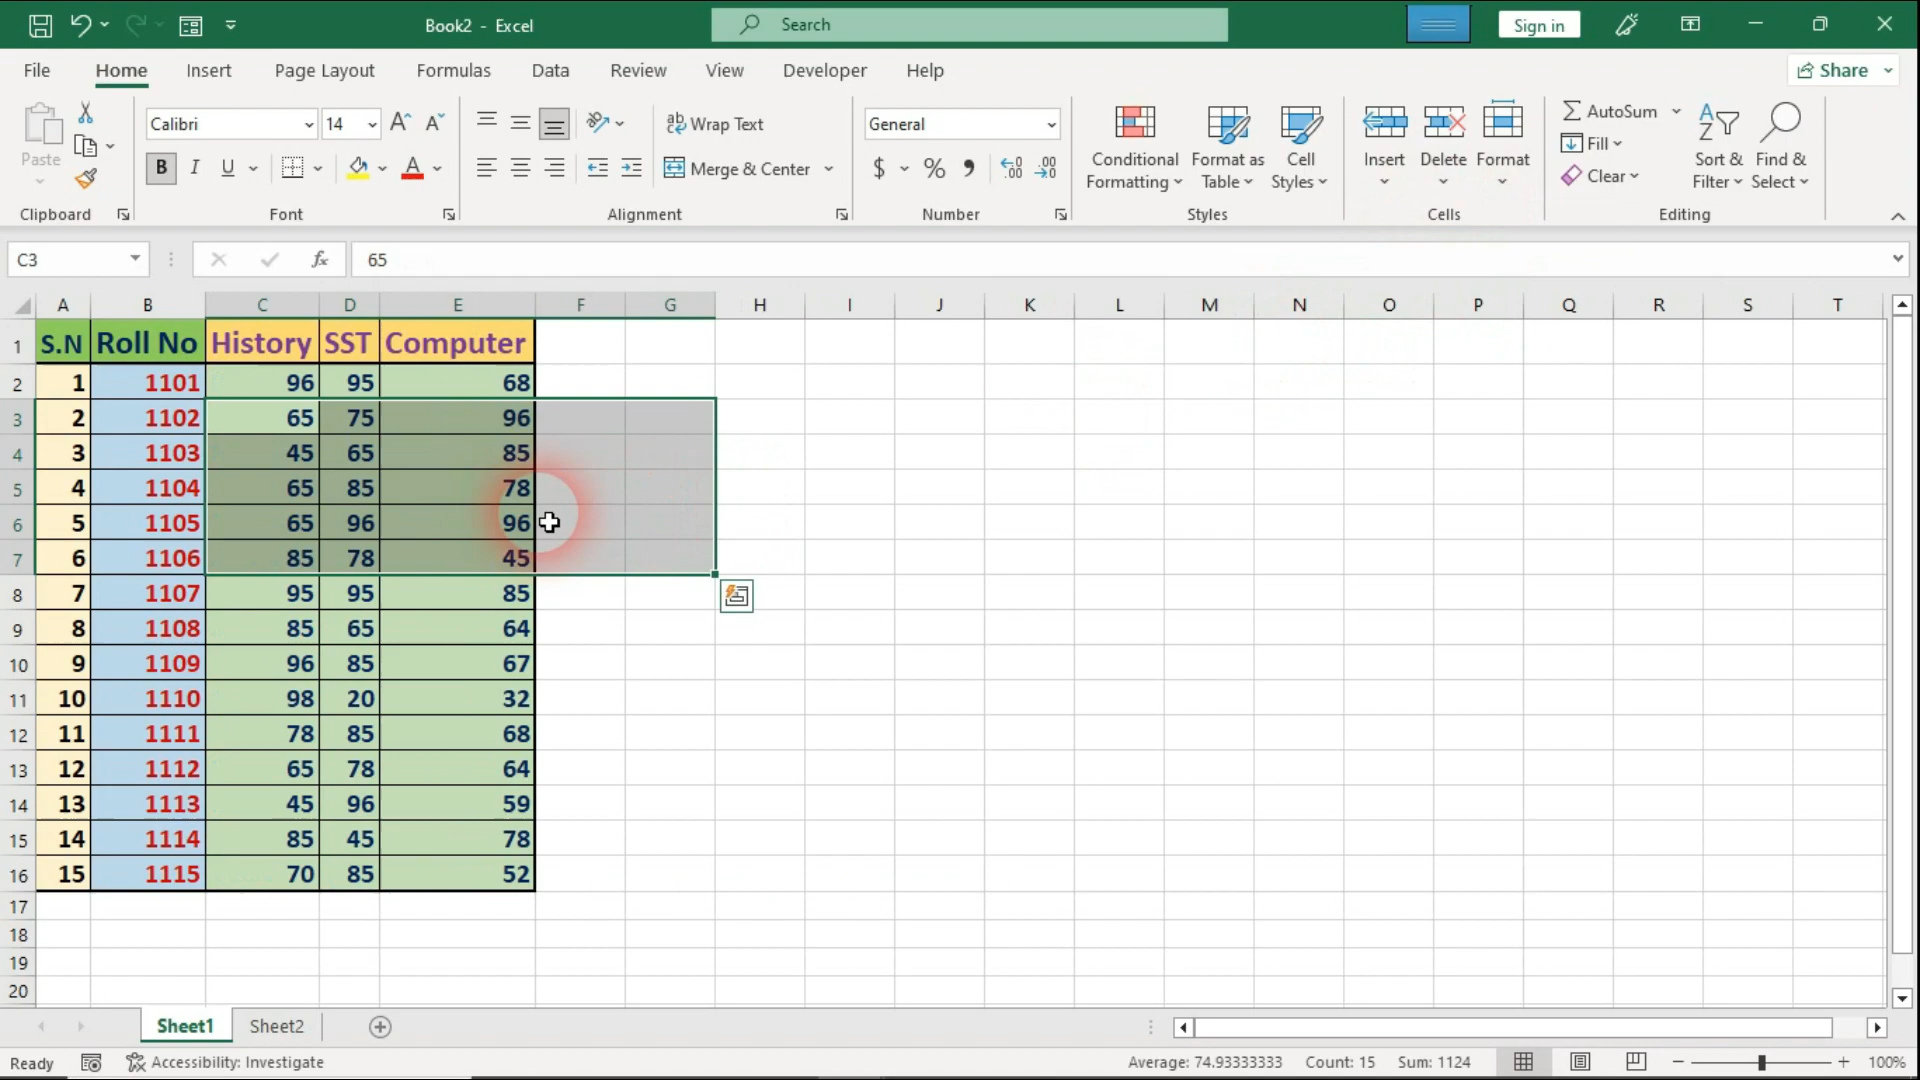 Book2 - Excel
Search
Sign in
File Home Insert Page Layout Formulas Data Review View Developer Help
Share
Paste
Calibri 14
Wrap Text
General
Merge & Center
Conditional Formatting
Format as Table
Cell Styles
Insert
Delete
Format
AutoSum
Fill
Clear
Sort & Filter
Find & Select
Clipboard Font Alignment Number Styles Cells Editing
C3 fx 65
A B C D E F G H I J K L M N O P Q R S T
1 S.N Roll No History SST Computer
2 1 1101 96 95 68
3 2 1102 65 75 96
4 3 1103 45 65 85
5 4 1104 65 85 78
6 5 1105 65 96 96
7 6 1106 85 78 45
8 7 1107 95 95 85
9 8 1108 85 65 64
10 9 1109 96 85 67
11 10 1110 98 20 32
12 11 1111 78 85 68
13 12 1112 65 78 64
14 13 1113 45 96 59
15 14 1114 85 45 78
16 15 1115 70 85 52
17
18
19
20
Sheet1 Sheet2
Ready Accessibility: Investigate Average: 74.93333333 Count: 15 Sum: 1124 100%